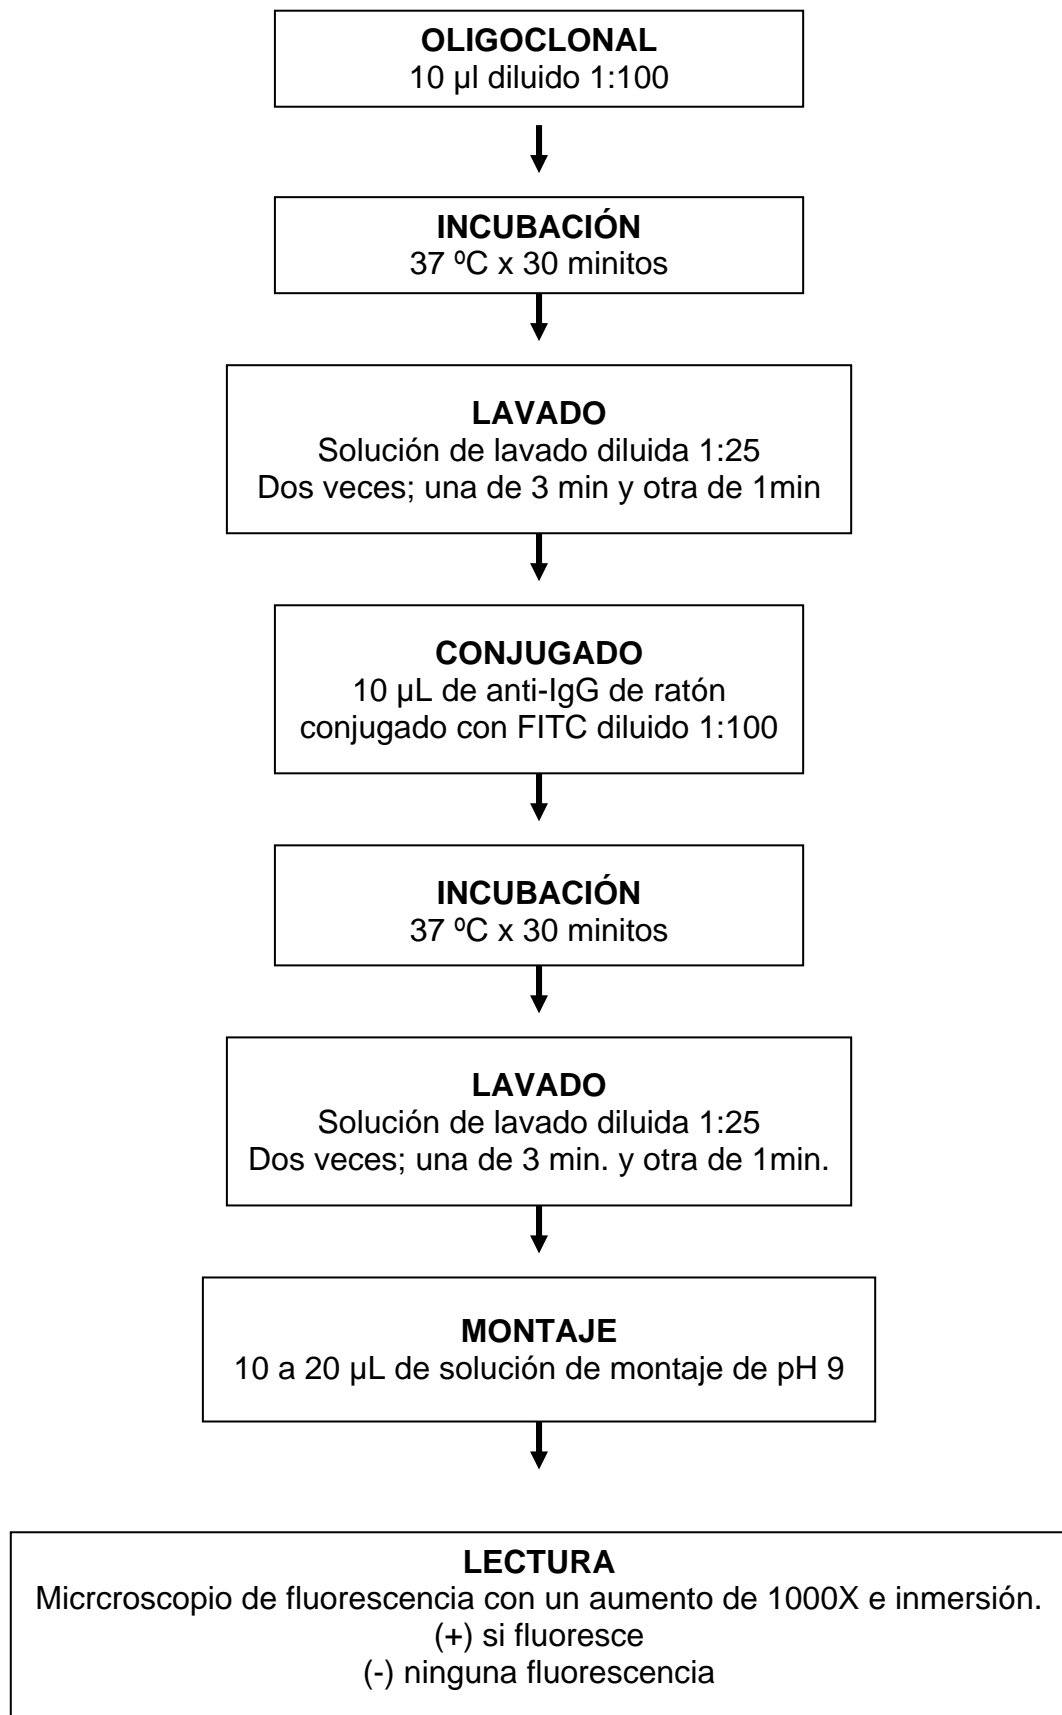 OLIGOCLONAL
10 µl diluido 1:100
INCUBACIÓN
37 ºC x 30 minitos
LAVADO
Solución de lavado diluida 1:25
Dos veces; una de 3 min y otra de 1min
CONJUGADO
10 µL de anti-IgG de ratón
conjugado con FITC diluido 1:100
INCUBACIÓN
37 ºC x 30 minitos
LAVADO
Solución de lavado diluida 1:25
Dos veces; una de 3 min. y otra de 1min.
MONTAJE
10 a 20 µL de solución de montaje de pH 9
LECTURA
Micrcroscopio de fluorescencia con un aumento de 1000X e inmersión.
(+) si fluoresce
(-) ninguna fluorescencia